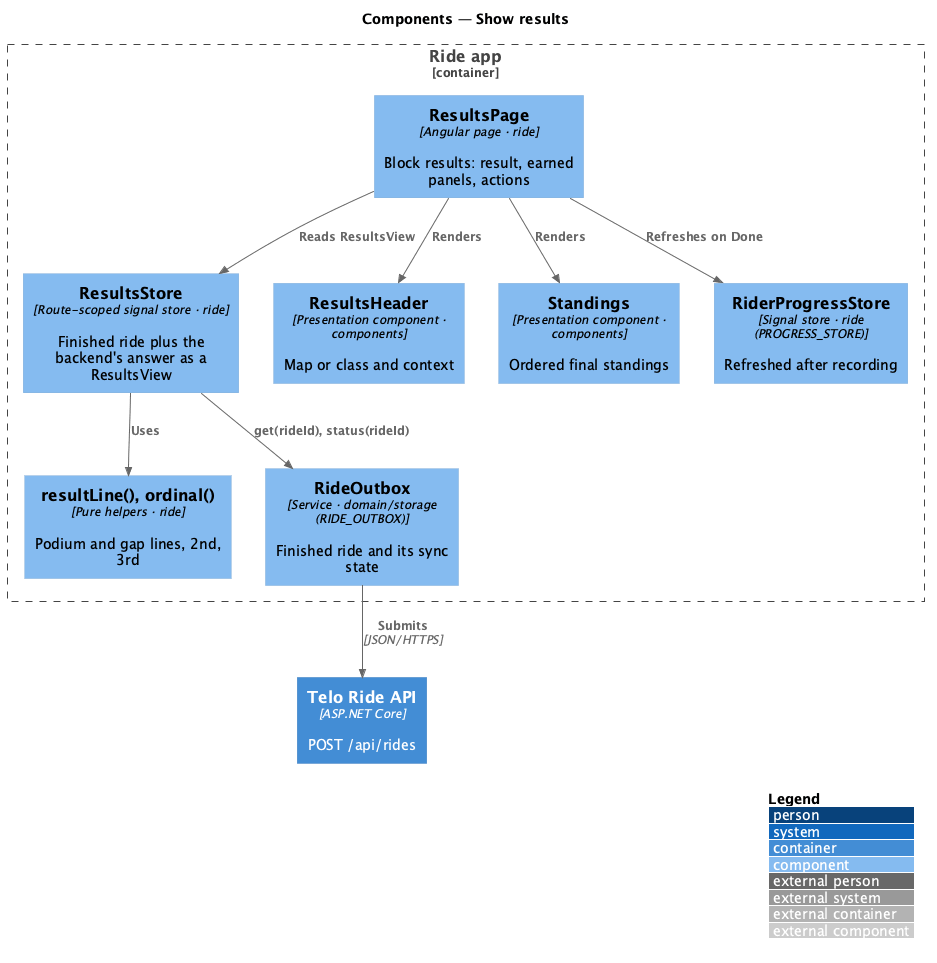 Components — Show results
Ride app
[container]
ResultsPage
[Angular page · ride]
Block results: result, earned
panels, actions
Reads ResultsView
Renders
Renders
Refreshes on Done
ResultsStore
[Route-scoped signal store · ride]
Finished ride plus the
backend's answer as a
ResultsView
ResultsHeader
[Presentation component ·
components]
Map or class and context
Standings
[Presentation component ·
components]
Ordered final standings
RiderProgressStore
[Signal store · ride
(PROGRESS_STORE)]
Refreshed after recording
Uses
get(rideId), status(rideId)
resultLine(), ordinal()
[Pure helpers · ride]
Podium and gap lines, 2nd,
3rd
RideOutbox
[Service · domain/storage
(RIDE_OUTBOX)]
Finished ride and its sync
state
Submits
[JSON/HTTPS]
Telo Ride API
[ASP.NET Core]
POST /api/rides
Legend
person
system
container
component
external person
external system
external container
external component